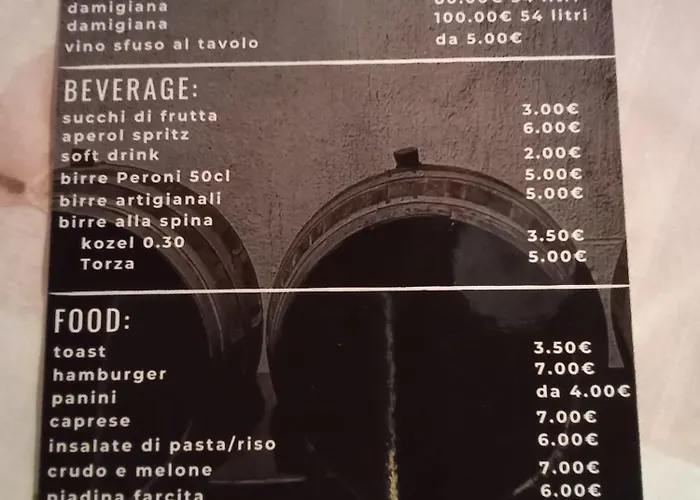 damigiana 54 litri
damigiana 100.00€ 54 litri
vino sfuso al tavolo da 5.00€
BEVERAGE:
succhi di frutta 3.00€
aperol spritz 6.00€
soft drink 2.00€
birre Peroni 50cl 5.00€
birre artigianali 5.00€
birre alla spina
kozel 0.30 3.50€
Torza 5.00€
FOOD:
toast 3.50€
hamburger 7.00€
panini da 4.00€
caprese 7.00€
insalate di pasta/riso 6.00€
crudo e melone 7.00€
piadina farcita 6.00€